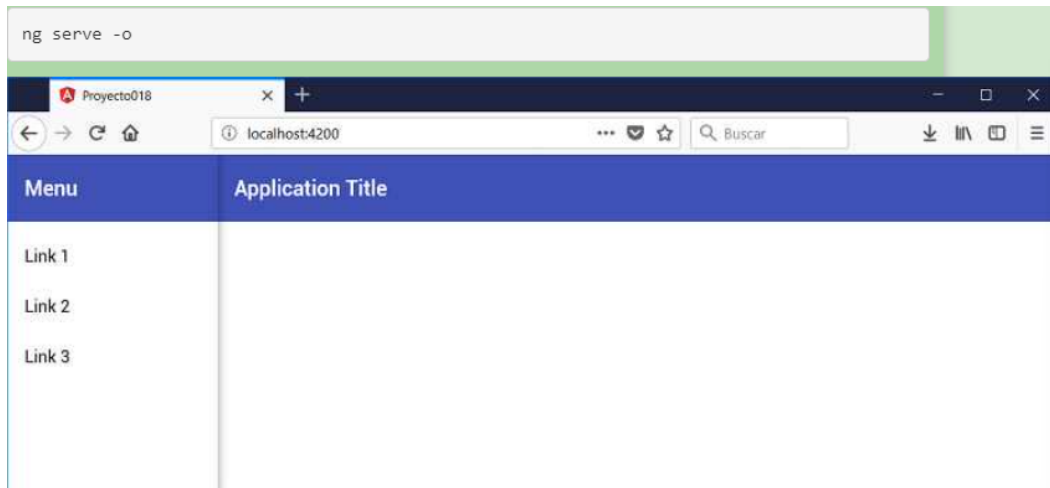 ng serve -o
Proyecto018
localhost:4200
Buscar
Menu
Application Title
Link 1
Link 2
Link 3